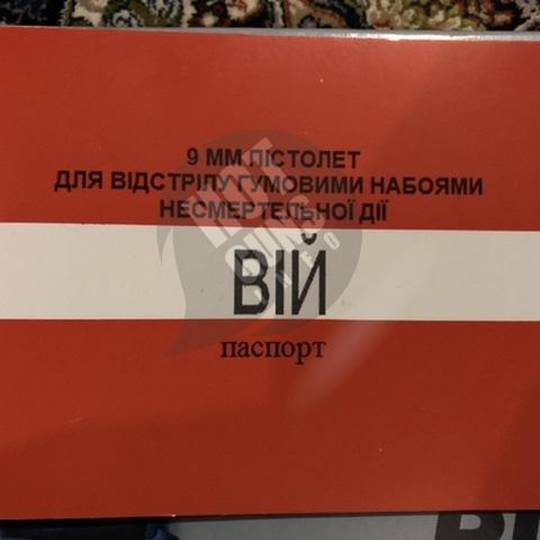 9 ММ ПІСТОЛЕТ
ДЛЯ ВІДСТРІЛУ ГУМОВИМИ НАБОЯМИ
НЕСМЕРТЕЛЬНОЇ ДІЇ
ВІЙ
паспорт